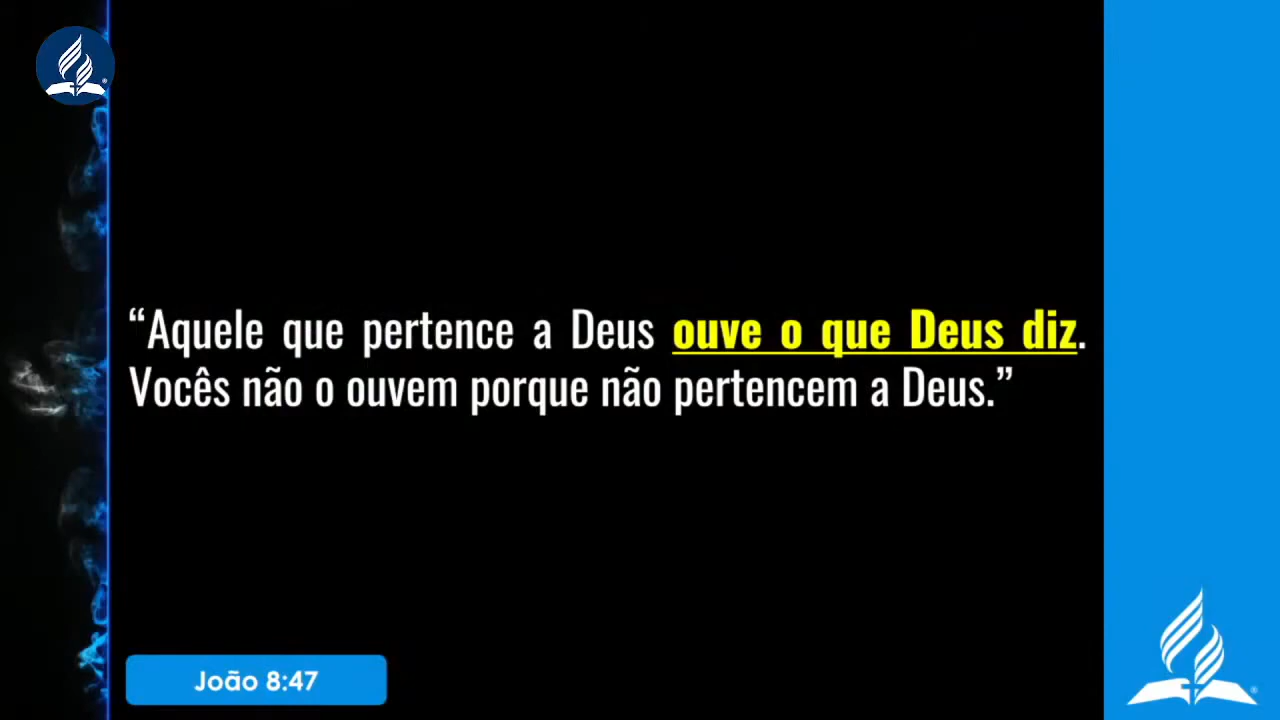 “Aquele que pertence a Deus ouve o que Deus diz.
Vocês não o ouvem porque não pertencem a Deus.”
João 8:47